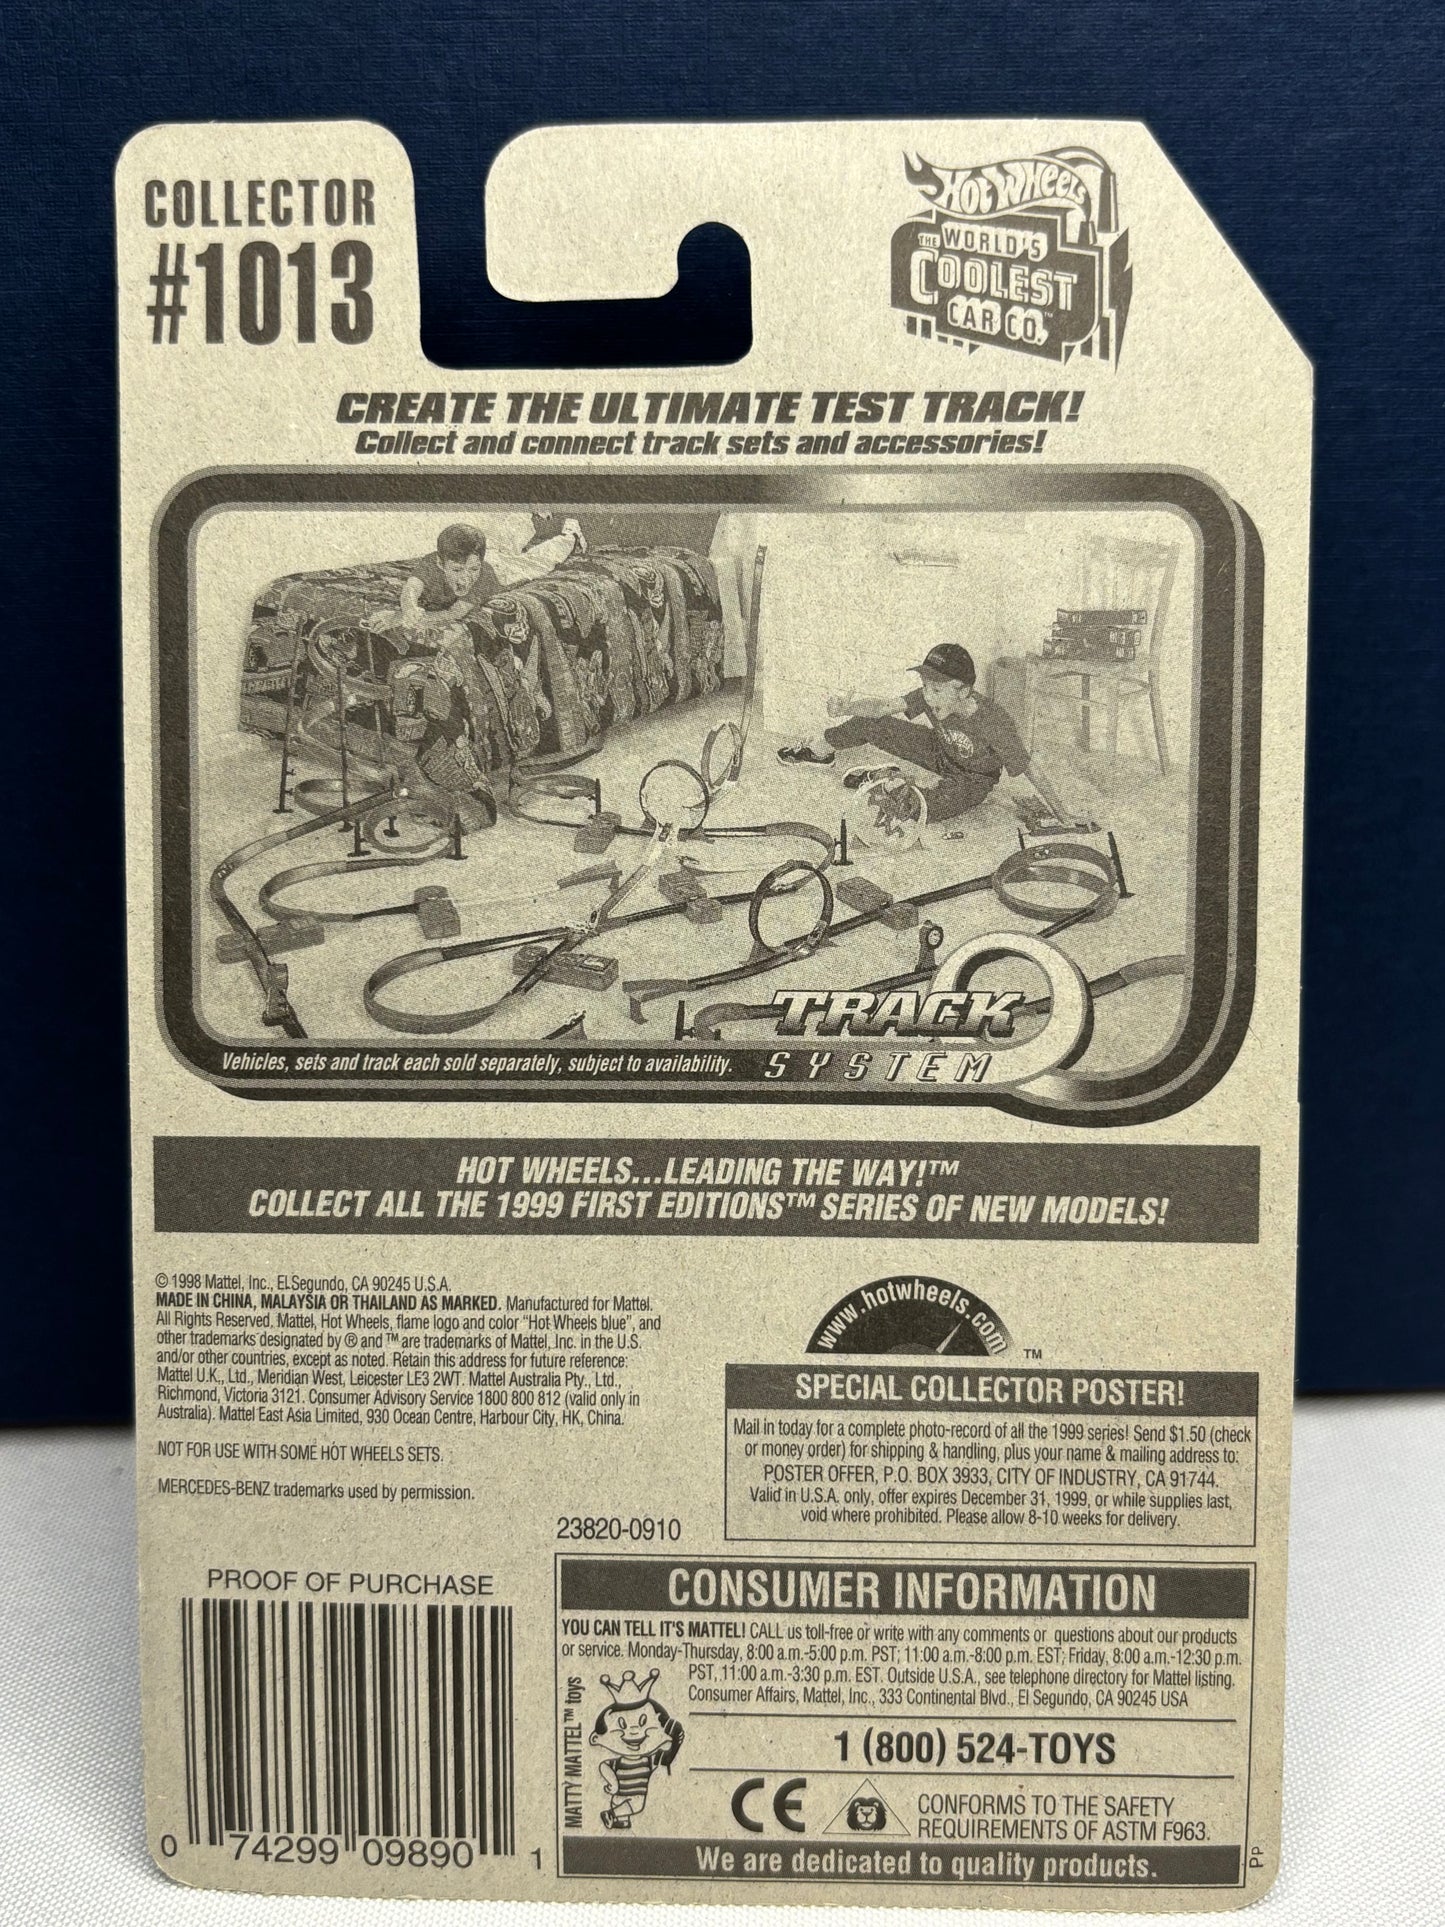 COLLECTOR
#1013
HOT WHEELS
THE WORLD'S
COOLEST
CAR CO.™
CREATE THE ULTIMATE TEST TRACK!
Collect and connect track sets and accessories!
TRACK
SYSTEM
Vehicles, sets and track each sold separately, subject to availability.
HOT WHEELS...LEADING THE WAY!™
COLLECT ALL THE 1999 FIRST EDITIONS™ SERIES OF NEW MODELS!
© 1998 Mattel, Inc., El Segundo, CA 90245 U.S.A.
MADE IN CHINA, MALAYSIA OR THAILAND AS MARKED. Manufactured for Mattel.
All Rights Reserved. Mattel, Hot Wheels, flame logo and color "Hot Wheels blue", and
other trademarks designated by ® and ™ are trademarks of Mattel, Inc. in the U.S.
and/or other countries, except as noted. Retain this address for future reference:
Mattel U.K., Ltd., Meridian West, Leicester LE3 2WT. Mattel Australia Pty., Ltd.,
Richmond, Victoria 3121. Consumer Advisory Service 1800 800 812 (valid only in
Australia). Mattel East Asia Limited, 930 Ocean Centre, Harbour City, HK, China.
NOT FOR USE WITH SOME HOT WHEELS SETS.
MERCEDES-BENZ trademarks used by permission.
23820-0910
www.hotwheels.com
™
SPECIAL COLLECTOR POSTER!
Mail in today for a complete photo-record of all the 1999 series! Send $1.50 (check
or money order) for shipping & handling, plus your name & mailing address to:
POSTER OFFER, P.O. BOX 3933, CITY OF INDUSTRY, CA 91744.
Valid in U.S.A. only, offer expires December 31, 1999, or while supplies last,
void where prohibited. Please allow 8-10 weeks for delivery.
PROOF OF PURCHASE
0 74299 09890 1
CONSUMER INFORMATION
YOU CAN TELL IT'S MATTEL! CALL us toll-free or write with any comments or questions about our products
or service. Monday-Thursday, 8:00 a.m.-5:00 p.m. PST; 11:00 a.m.-8:00 p.m. EST; Friday, 8:00 a.m.-12:30 p.m.
PST, 11:00 a.m.-3:30 p.m. EST. Outside U.S.A., see telephone directory for Mattel listing.
Consumer Affairs, Mattel, Inc., 333 Continental Blvd., El Segundo, CA 90245 USA
MATTY MATTEL™ toys
1 (800) 524-TOYS
CE
CONFORMS TO THE SAFETY
REQUIREMENTS OF ASTM F963.
We are dedicated to quality products.
PP